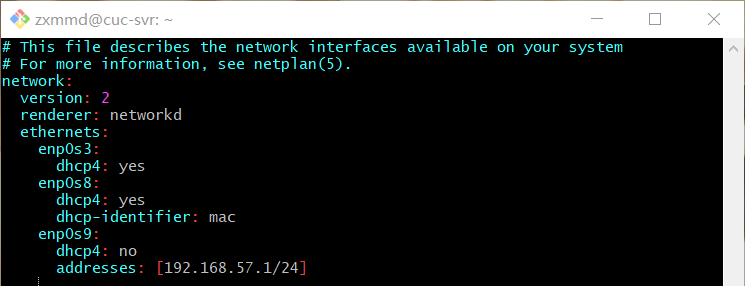 zxmmd@cuc-svr: ~
# This file describes the network interfaces available on your system
# For more information, see netplan(5).
network:
  version: 2
  renderer: networkd
  ethernets:
    enp0s3:
      dhcp4: yes
    enp0s8:
      dhcp4: yes
      dhcp-identifier: mac
    enp0s9:
      dhcp4: no
      addresses: [192.168.57.1/24]